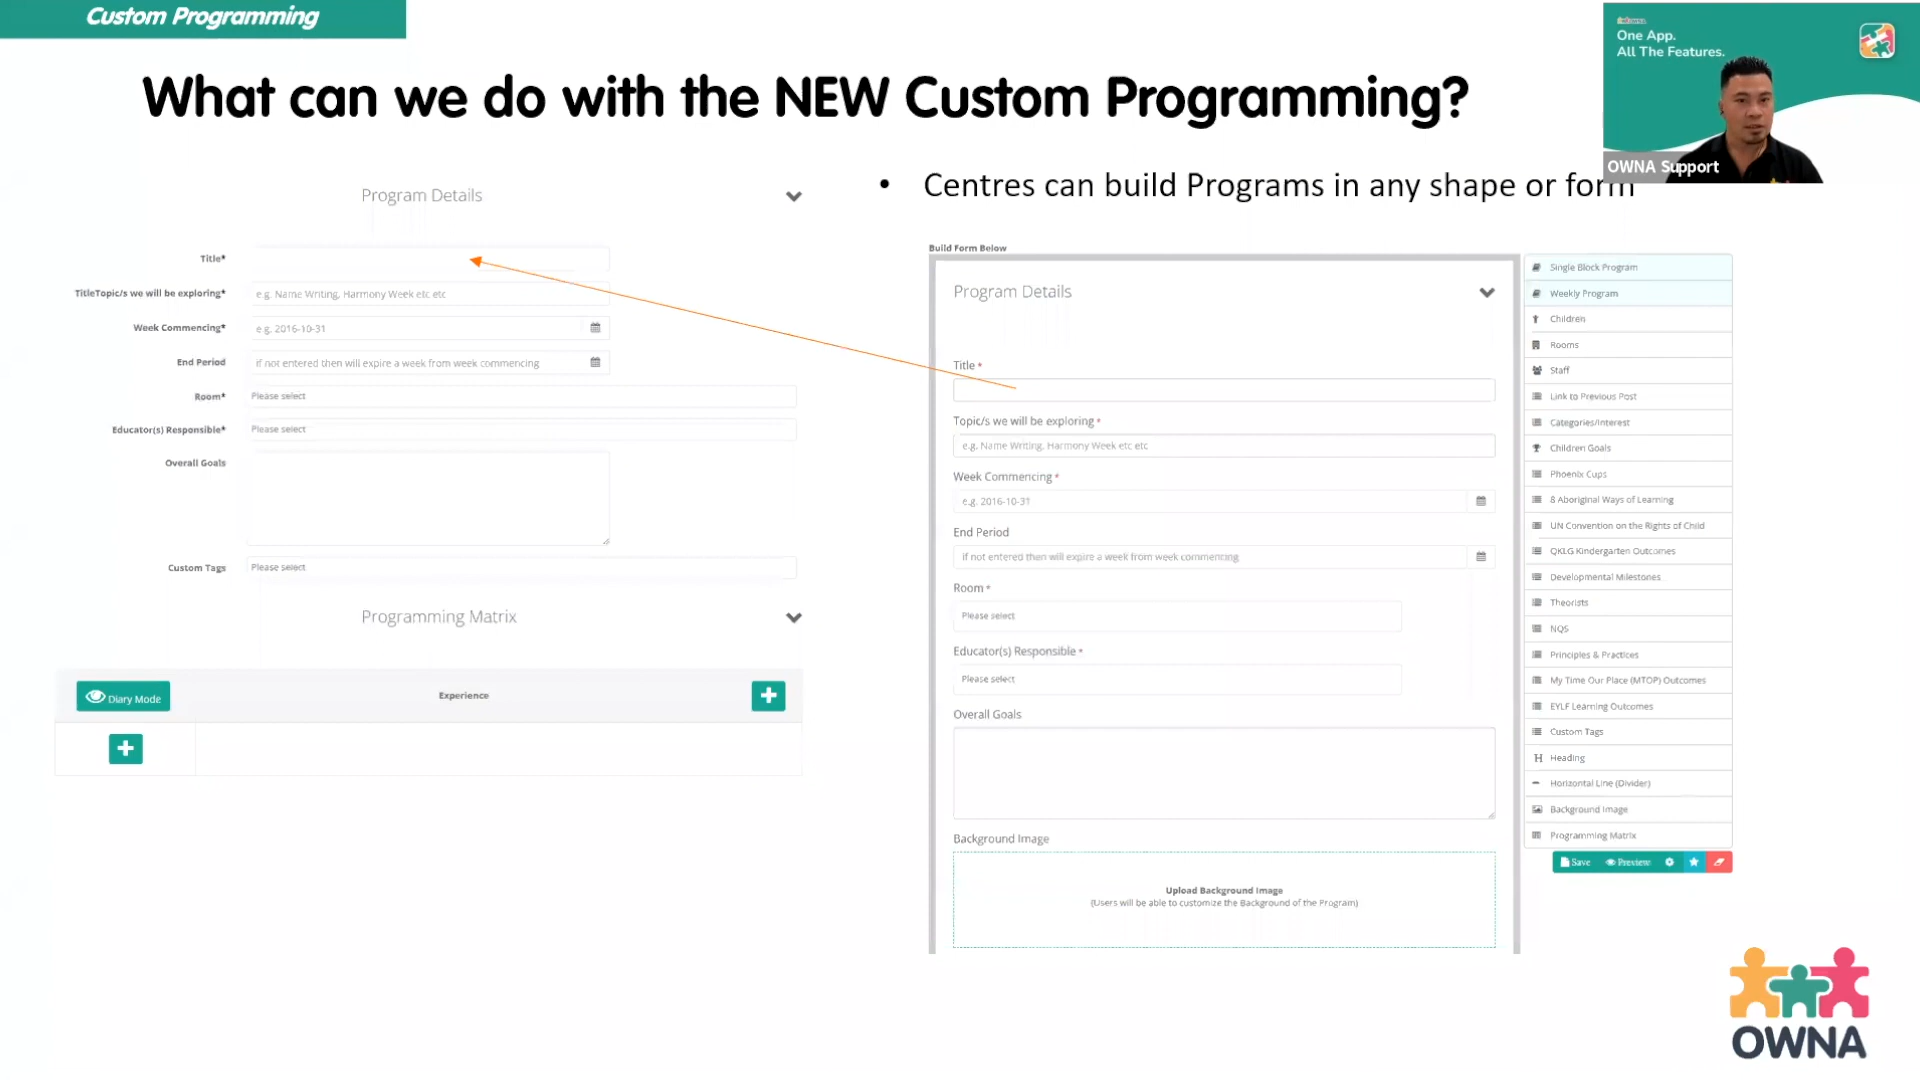 Custom Programming
What can we do with the NEW Custom Programming?
One App.
All The Features.
OWNA Support
• Centres can build Programs in any shape or form
Program Details
Title*
TitleTopic/s we will be exploring*
e.g. Name Writing, Harmony Week etc etc
Week Commencing*
e.g. 2016-10-31
End Period
if not entered then will expire a week from week commencing
Room*
Please select
Educator(s) Responsible*
Please select
Overall Goals
Custom Tags
Please select
Programming Matrix
Diary Mode
Experience
Build Form Below
Program Details
Title *
Topic/s we will be exploring *
e.g. Name Writing, Harmony Week etc etc
Week Commencing *
e.g. 2016-10-31
End Period
if not entered then will expire a week from week commencing
Room *
Please select
Educator(s) Responsible *
Please select
Overall Goals
Background Image
Upload Background Image
(Users will be able to customize the Background of the Program)
Single Block Program
Weekly Program
Children
Rooms
Staff
Link to Previous Post
Categories/Interest
Children Goals
Phoenix Cups
8 Aboriginal Ways of Learning
UN Convention on the Rights of Child
QKLG Kindergarten Outcomes
Developmental Milestones
Theorists
NQS
Principles & Practices
My Time Our Place (MTOP) Outcomes
EYLF Learning Outcomes
Custom Tags
H Heading
Horizontal Line (Divider)
Background Image
Programming Matrix
Save Preview
OWNA